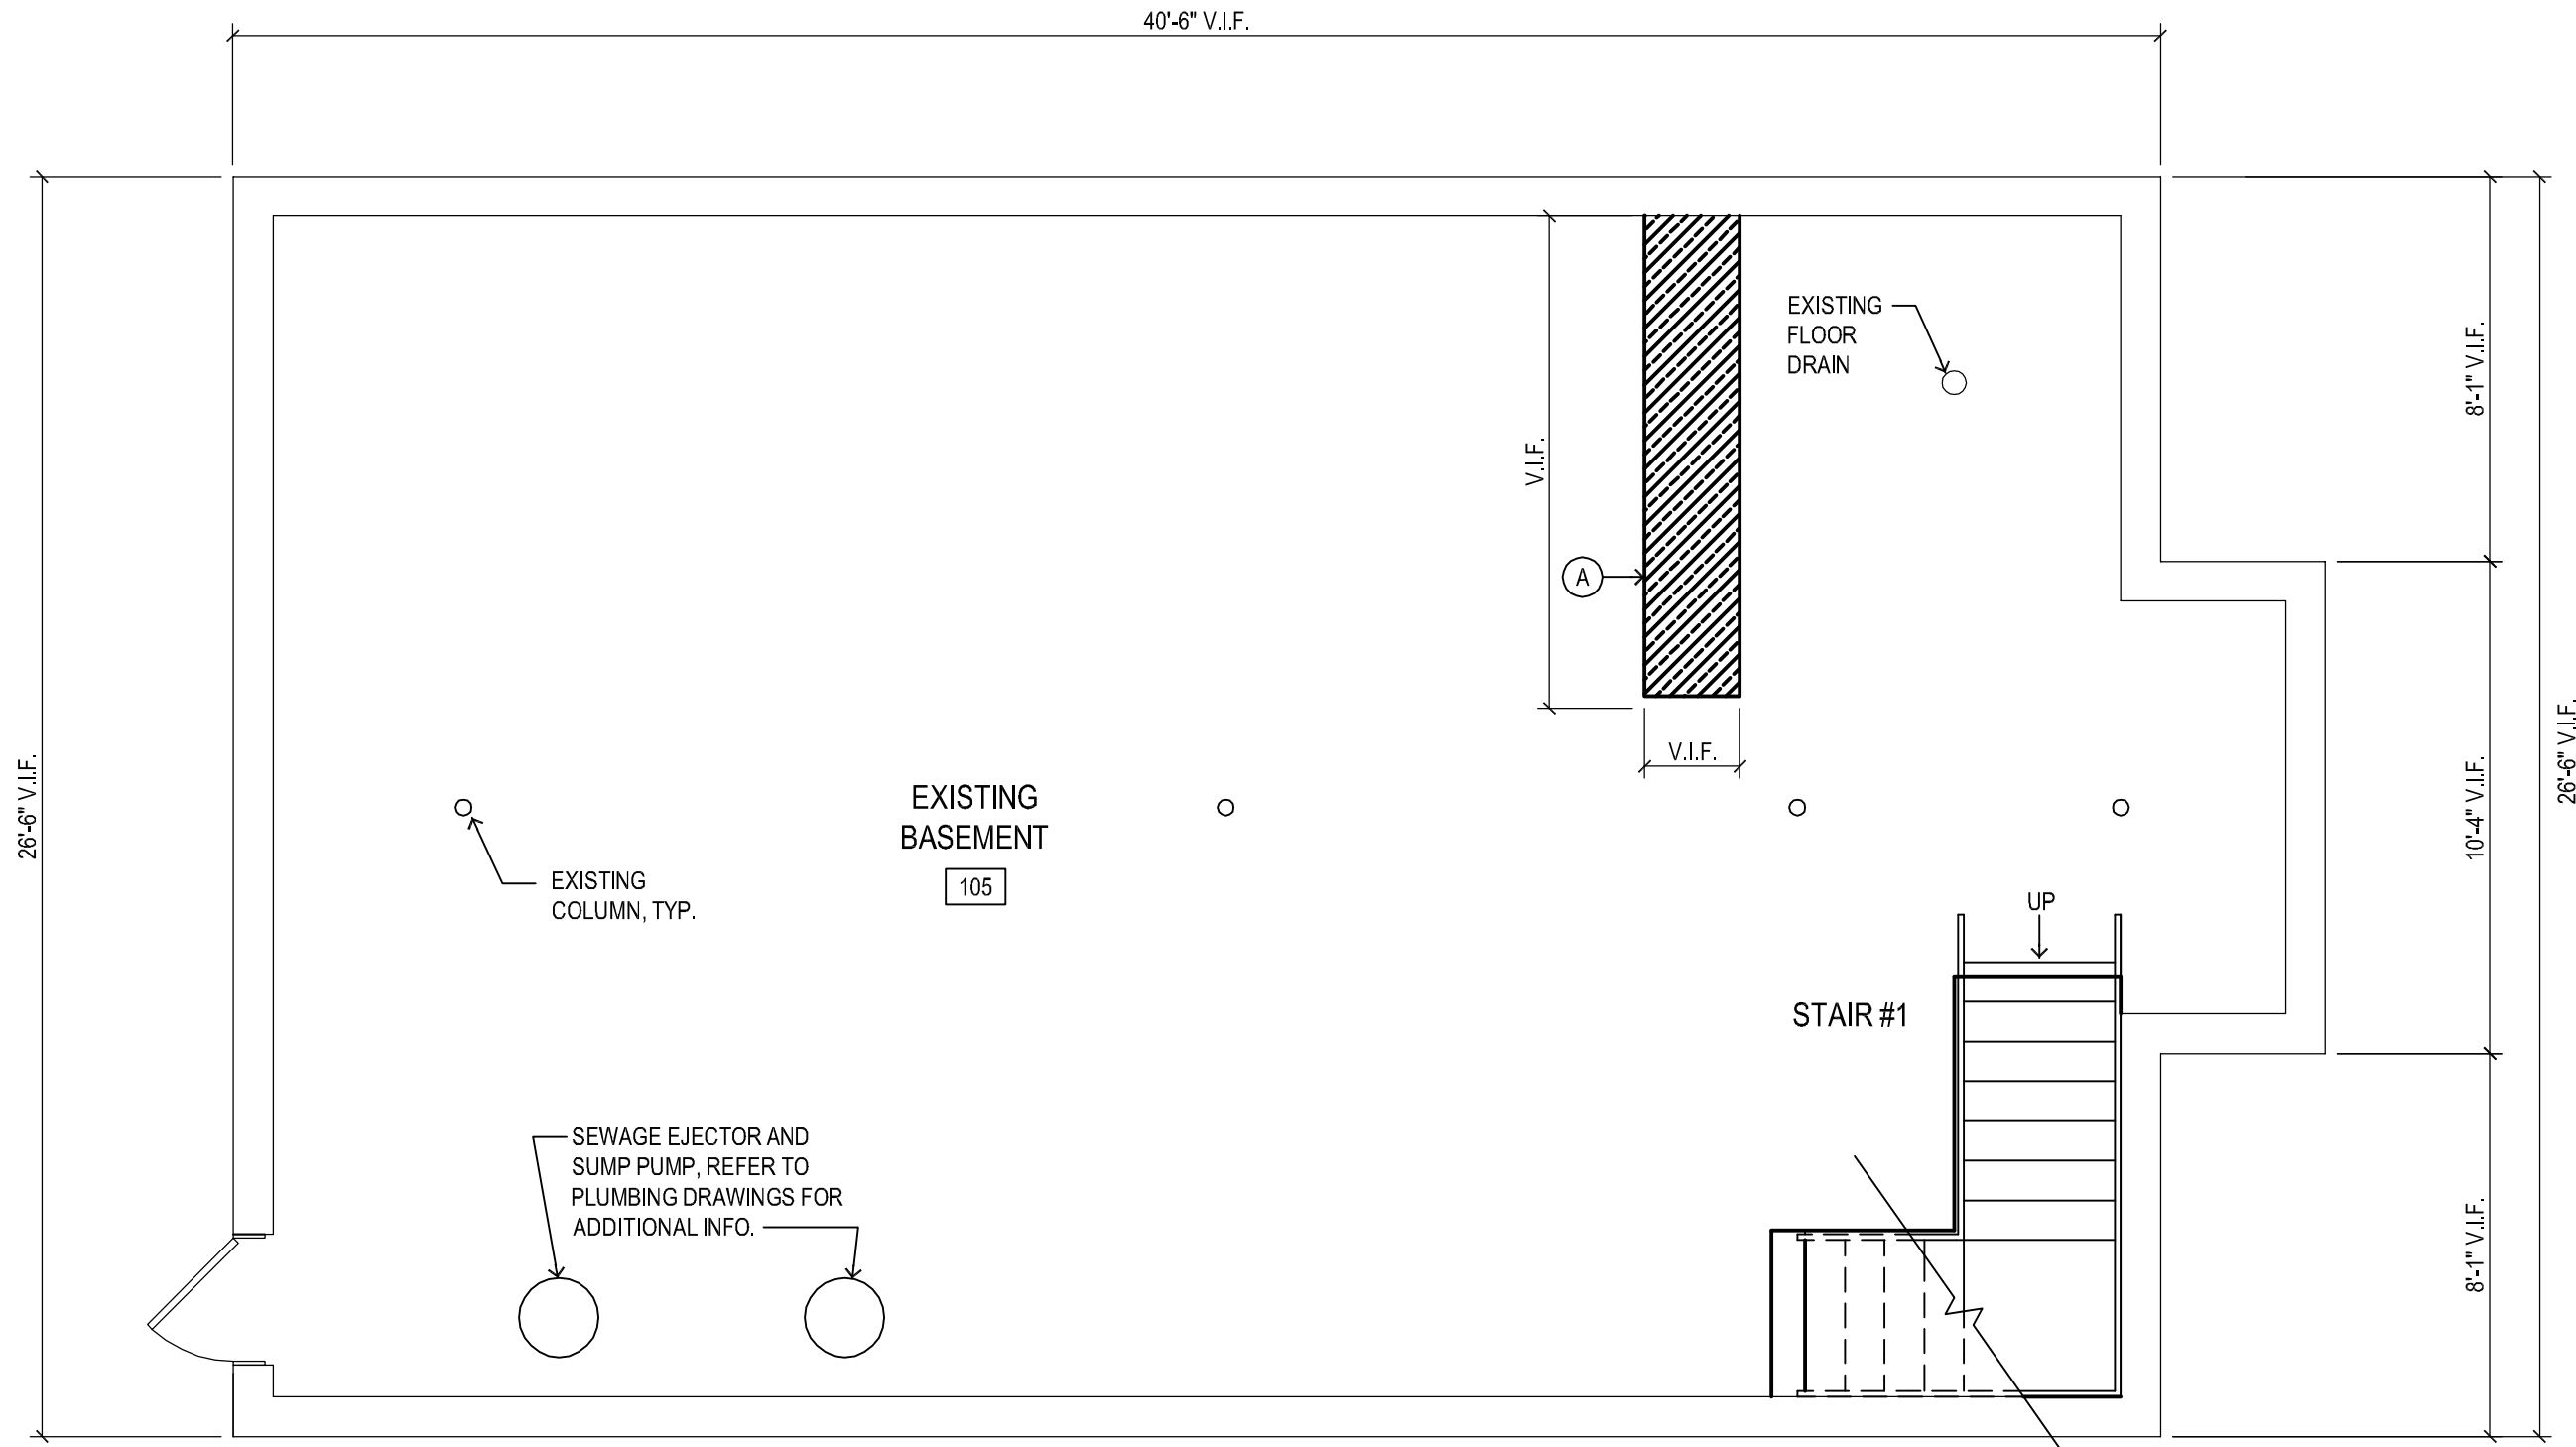 40'-6" V.I.F.
EXISTING
FLOOR
DRAIN
8'-1" V.I.F.
V.I.F.
A
V.I.F.
26'-6" V.I.F.
26'-6" V.I.F.
10'-4" V.I.F.
EXISTING
BASEMENT
105
EXISTING
COLUMN, TYP.
UP
STAIR #1
SEWAGE EJECTOR AND
SUMP PUMP, REFER TO
PLUMBING DRAWINGS FOR
ADDITIONAL INFO.
8'-1" V.I.F.